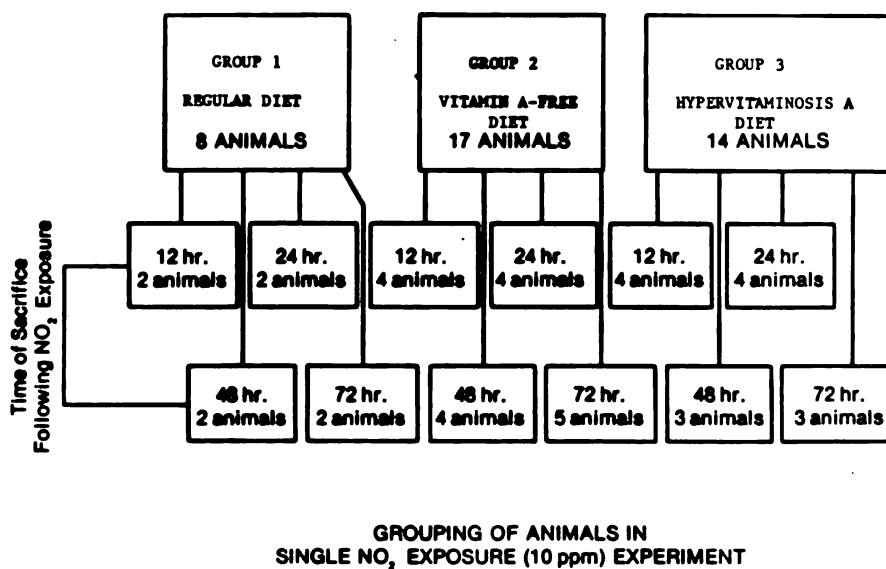 GROUP 1
REGULAR DIET
8 ANIMALS
GROUP 2
VITAMIN A-FREE
DIET
17 ANIMALS
GROUP 3
HYPERVITAMINOSIS A
DIET
14 ANIMALS
Time of Sacrifice
Following NO₂ Exposure
12 hr.
2 animals
24 hr.
2 animals
12 hr.
4 animals
24 hr.
4 animals
12 hr.
4 animals
24 hr.
4 animals
48 hr.
2 animals
72 hr.
2 animals
48 hr.
4 animals
72 hr.
5 animals
48 hr.
3 animals
72 hr.
3 animals
GROUPING OF ANIMALS IN
SINGLE NO₂ EXPOSURE (10 ppm) EXPERIMENT